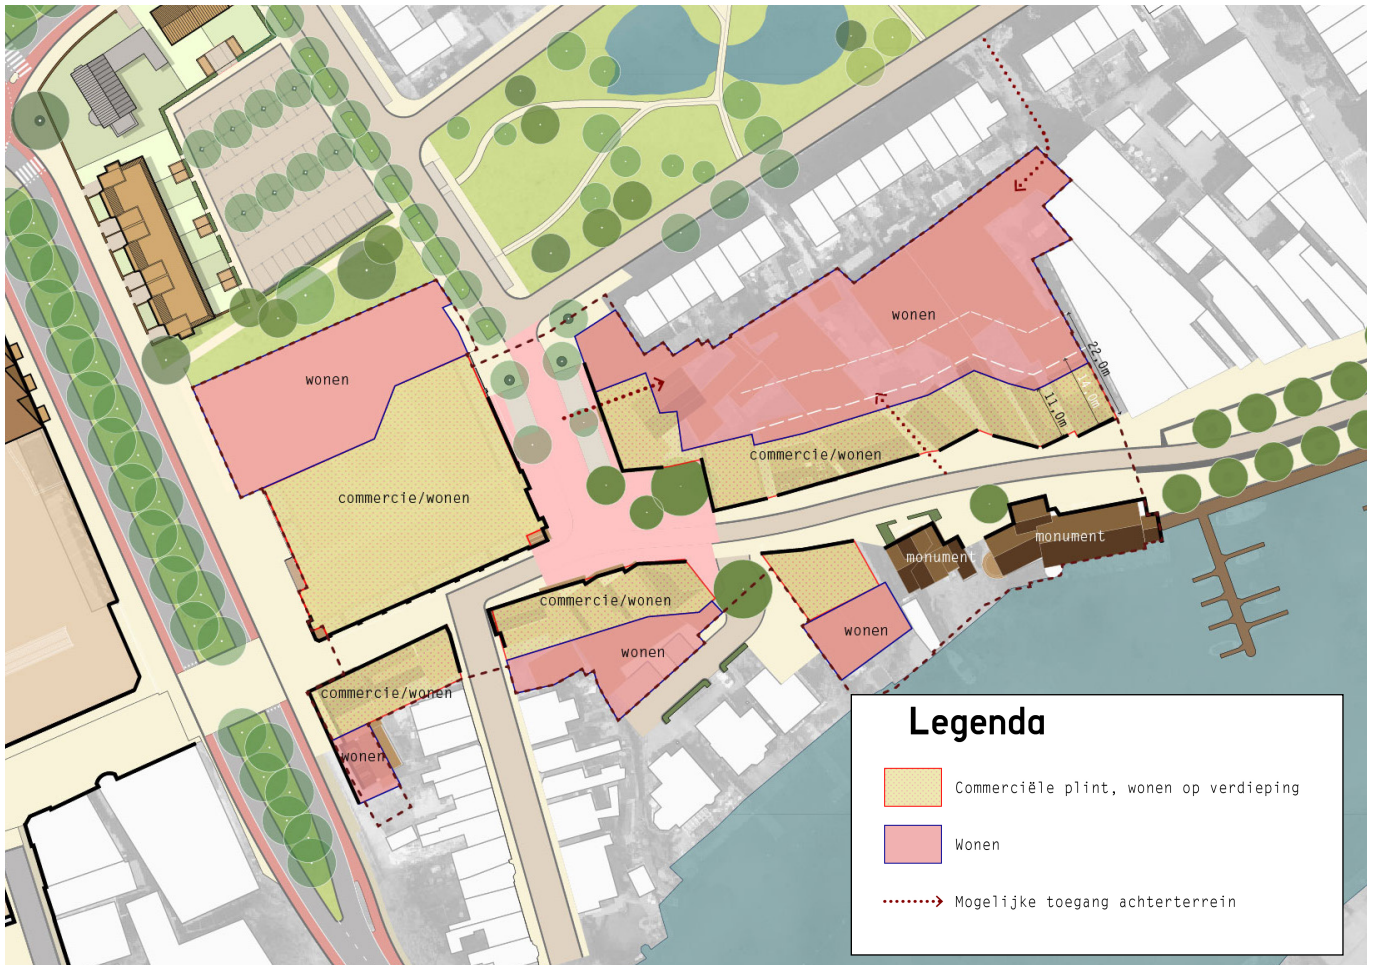 wonen
22,0m
wonen
14,0m
11,0m
commercie/wonen
commercie/wonen
monument
monument
commercie/wonen
wonen
wonen
commercie/wonen
wonen
Legenda
Commerciële plint, wonen op verdieping
Wonen
Mogelijke toegang achterterrein